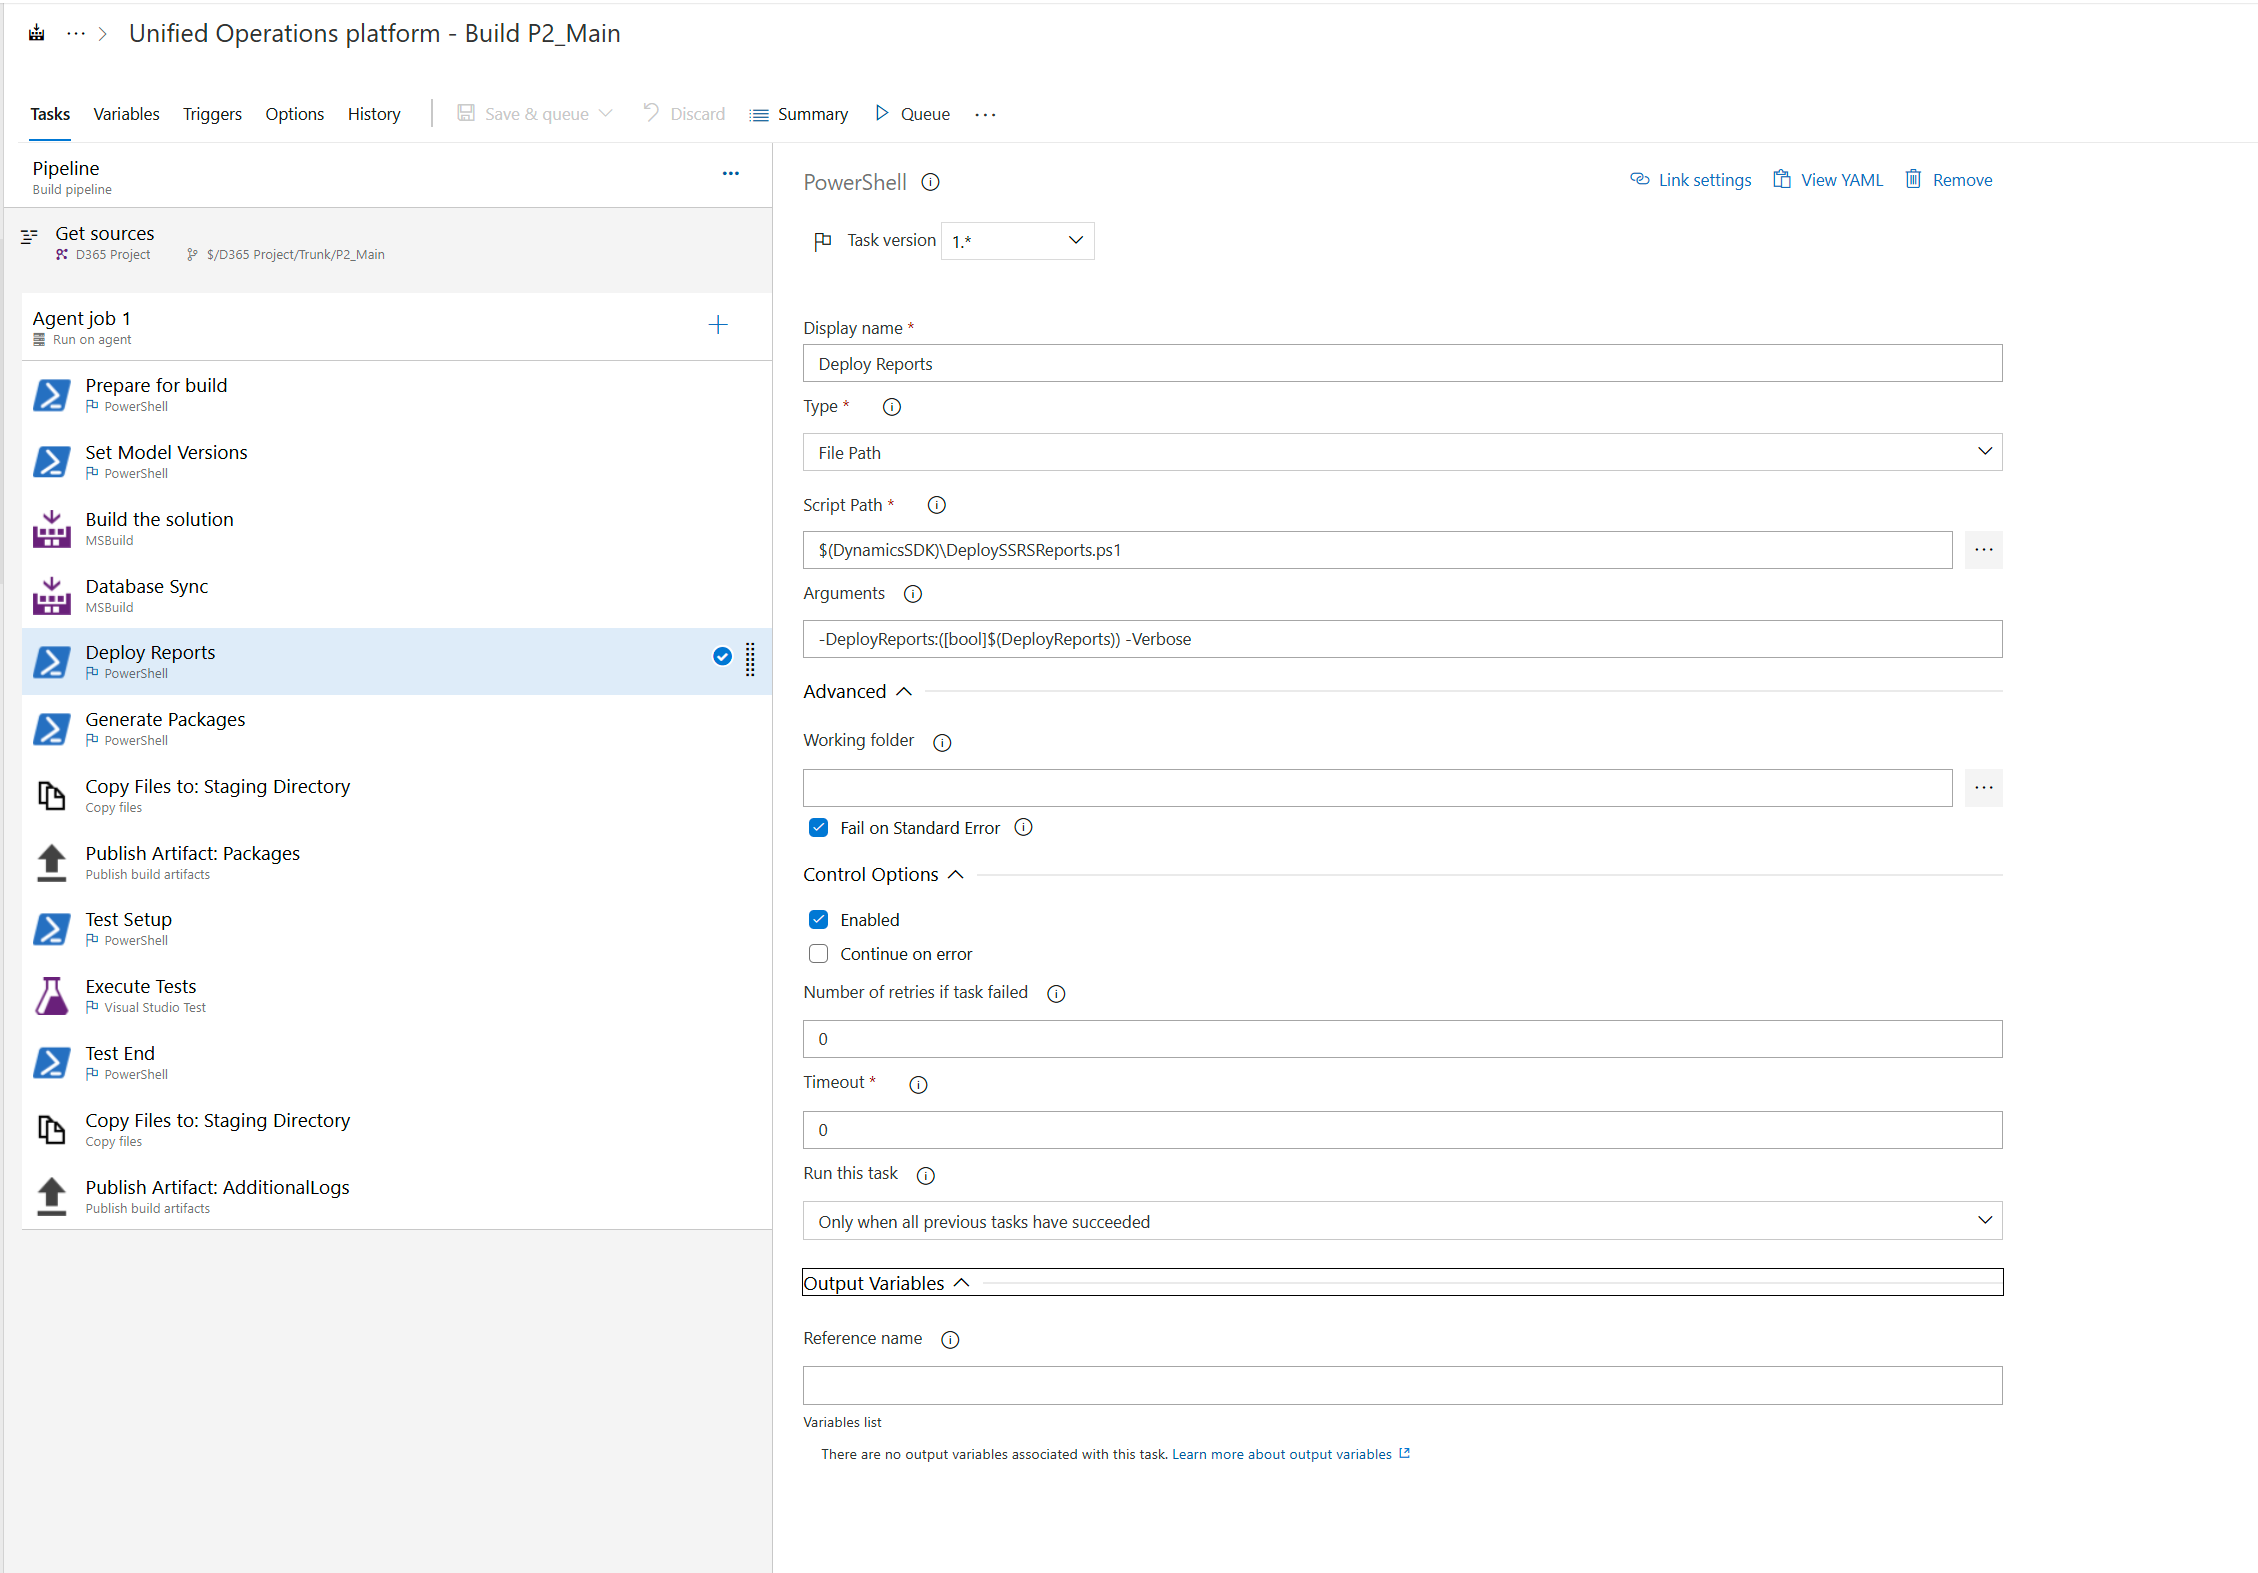 Unified Operations platform - Build P2_Main
Tasks Variables Triggers Options History Save & queue Discard Summary Queue
Pipeline
Build pipeline
Get sources
D365 Project $/D365 Project/Trunk/P2_Main
Agent job 1
Run on agent
Prepare for build
PowerShell
Set Model Versions
PowerShell
Build the solution
MSBuild
Database Sync
MSBuild
Deploy Reports
PowerShell
Generate Packages
PowerShell
Copy Files to: Staging Directory
Copy files
Publish Artifact: Packages
Publish build artifacts
Test Setup
PowerShell
Execute Tests
Visual Studio Test
Test End
PowerShell
Copy Files to: Staging Directory
Copy files
Publish Artifact: AdditionalLogs
Publish build artifacts
PowerShell
Link settings View YAML Remove
Task version 1.*
Display name *
Deploy Reports
Type *
File Path
Script Path *
$(DynamicsSDK)\DeploySSRSReports.ps1
Arguments
-DeployReports:([bool]$(DeployReports)) -Verbose
Advanced
Working folder
Fail on Standard Error
Control Options
Enabled
Continue on error
Number of retries if task failed
0
Timeout *
0
Run this task
Only when all previous tasks have succeeded
Output Variables
Reference name
Variables list
There are no output variables associated with this task. Learn more about output variables